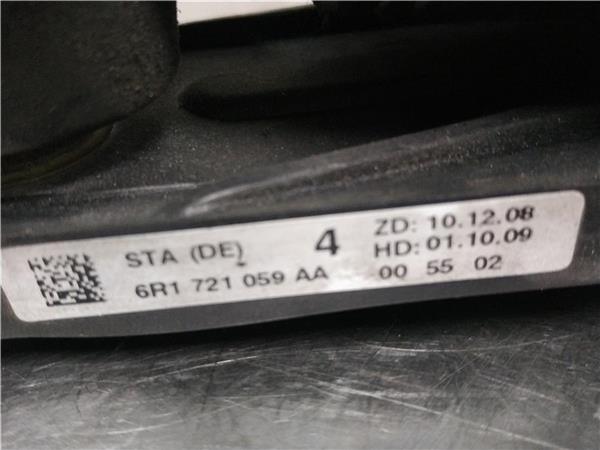 STA (DE) 4 ZD: 10.12.08
HD: 01.10.09
6R1 721 059 AA 00 55 02